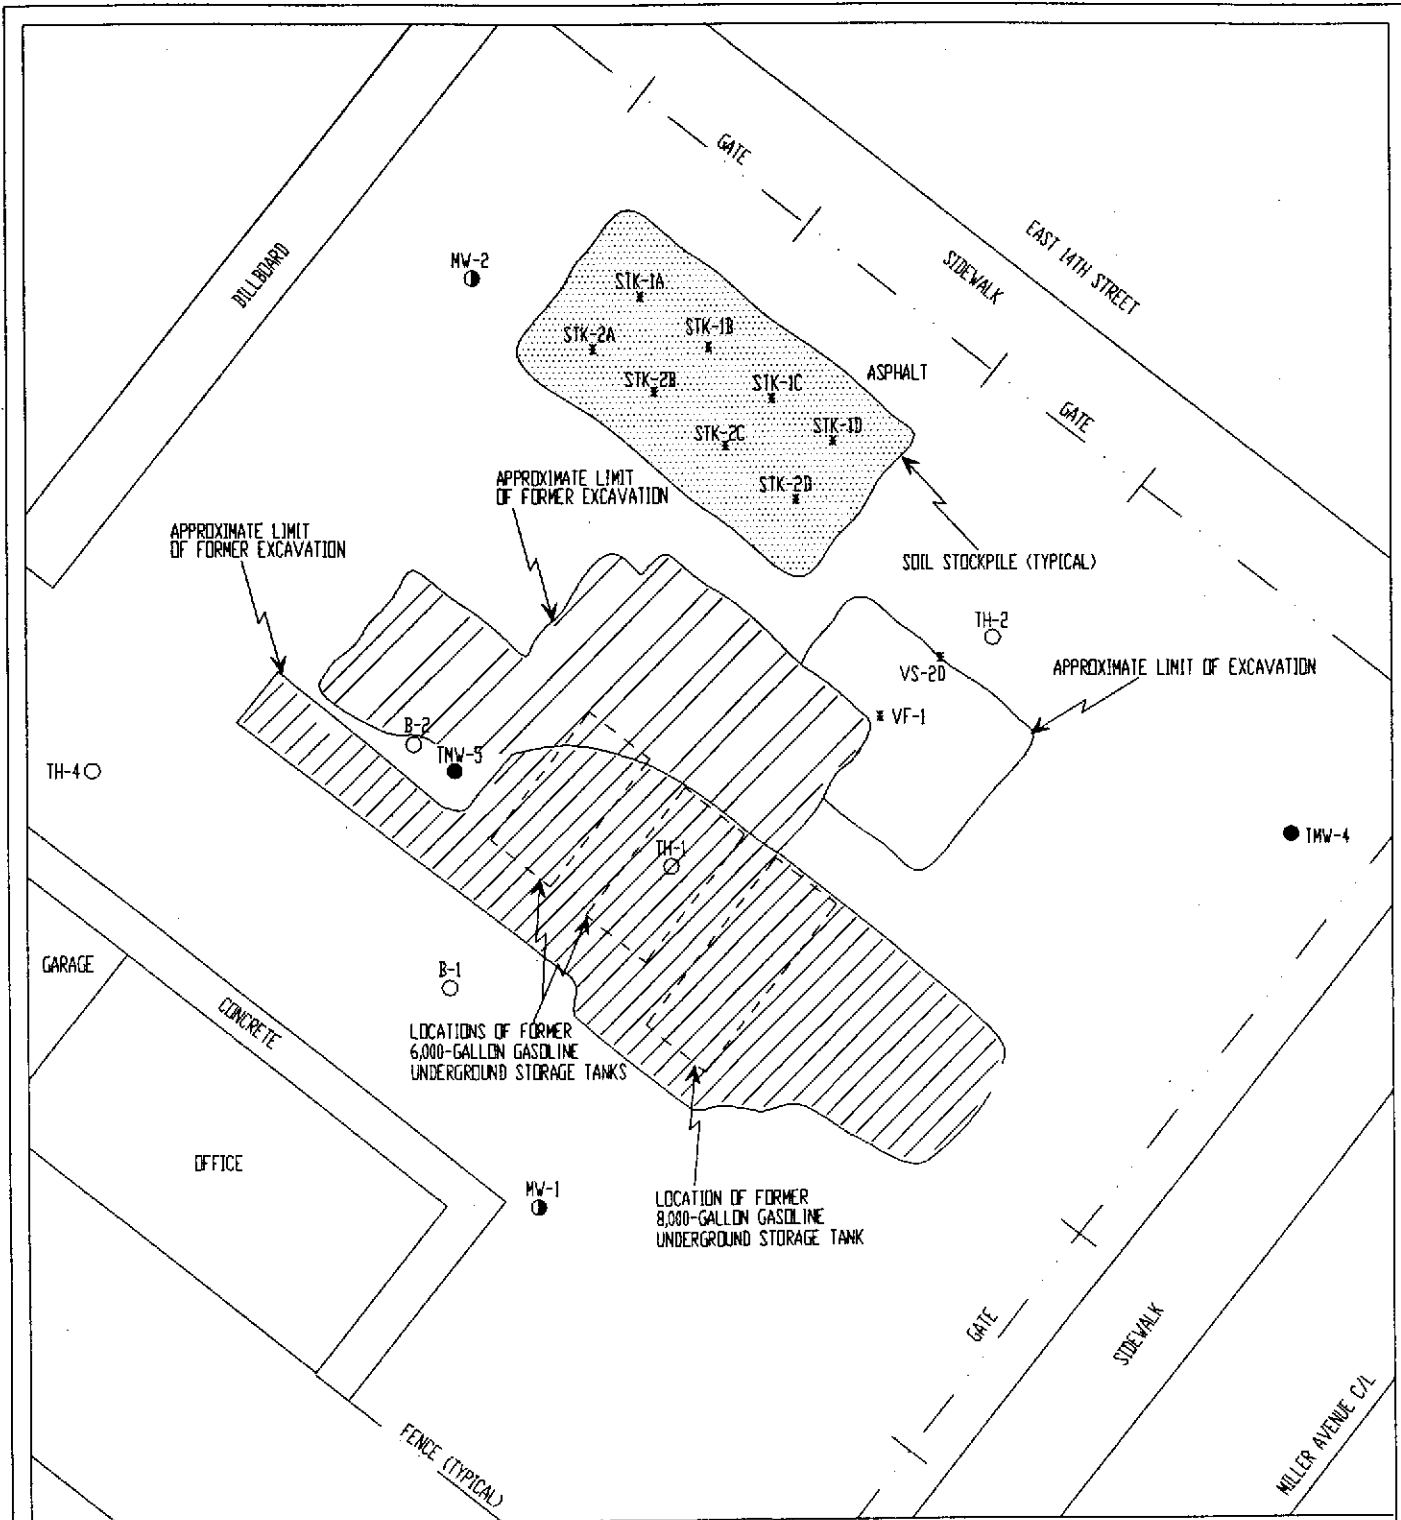 GATE
EAST 14TH STREET
SIDEWALK
BILLBOARD
MW-2
STK-1A
STK-2A
STK-1B
STK-2B
STK-1C
ASPHALT
GATE
STK-2C
STK-1D
STK-2D
APPROXIMATE LIMIT
OF FORMER EXCAVATION
APPROXIMATE LIMIT
OF FORMER EXCAVATION
SOIL STOCKPILE (TYPICAL)
TH-2
VS-2D
APPROXIMATE LIMIT OF EXCAVATION
VF-1
B-2
TMW-5
TH-4
TMW-4
TH-1
GARAGE
B-1
CONCRETE
LOCATIONS OF FORMER
6,000-GALLON GASOLINE
UNDERGROUND STORAGE TANKS
OFFICE
MW-1
LOCATION OF FORMER
8,000-GALLON GASOLINE
UNDERGROUND STORAGE TANK
GATE
SIDEWALK
MILLER AVENUE C/L
FENCE (TYPICAL)